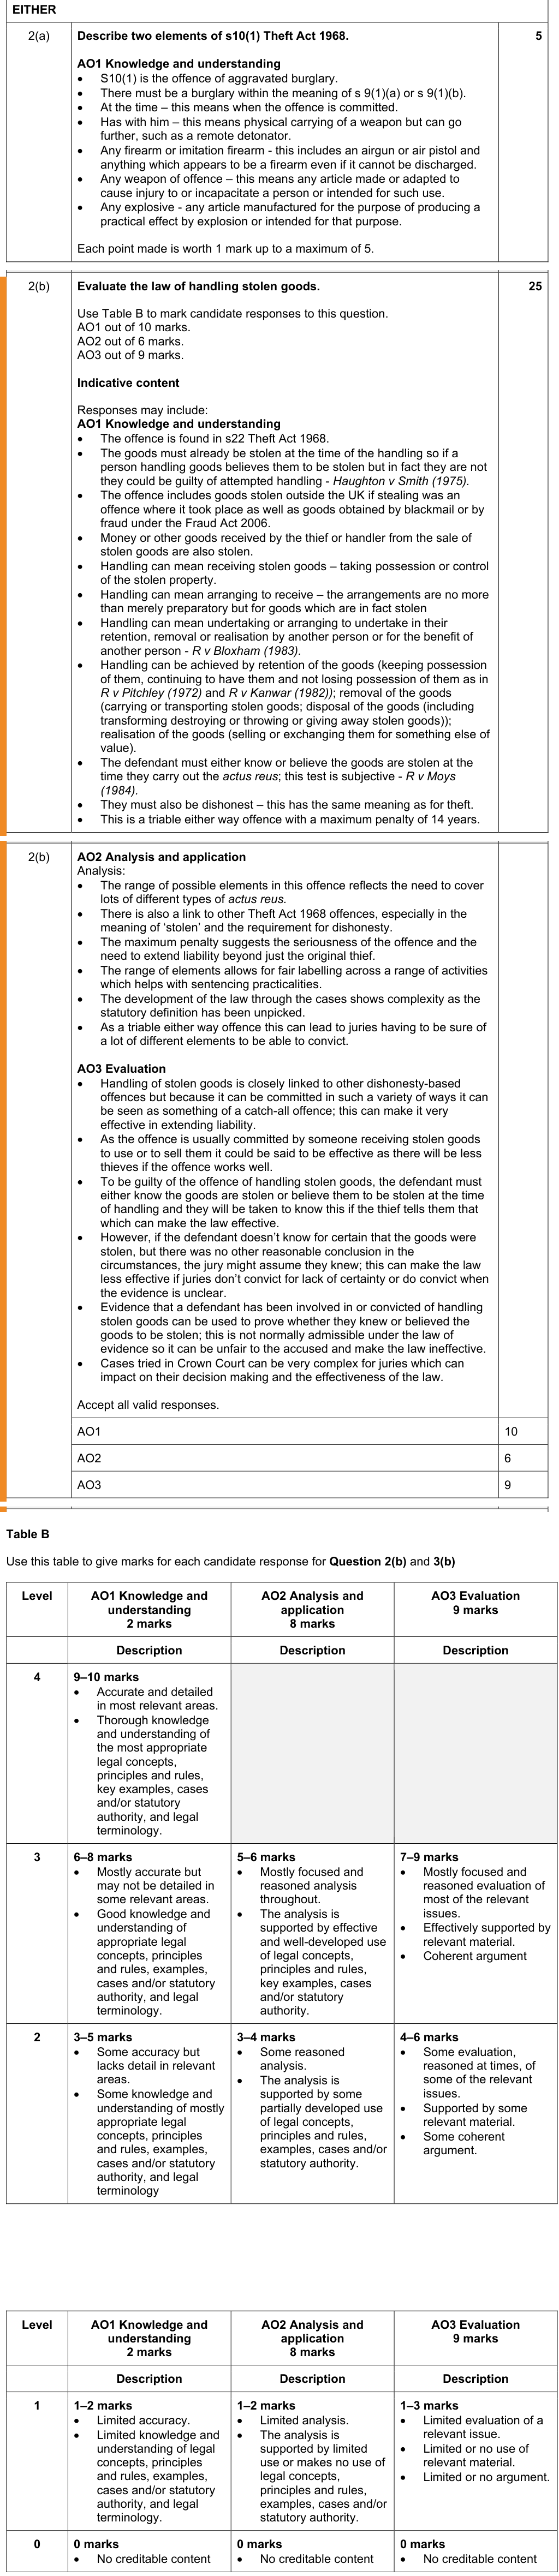 EITHER
2(a)
Describe two elements of s10(1) Theft Act 1968.
5
AO1 Knowledge and understanding
• S10(1) is the offence of aggravated burglary.
• There must be a burglary within the meaning of s 9(1)(a) or s 9(1)(b).
• At the time – this means when the offence is committed.
• Has with him – this means physical carrying of a weapon but can go
further, such as a remote detonator.
• Any firearm or imitation firearm - this includes an airgun or air pistol and
anything which appears to be a firearm even if it cannot be discharged.
• Any weapon of offence – this means any article made or adapted to
cause injury to or incapacitate a person or intended for such use.
• Any explosive - any article manufactured for the purpose of producing a
practical effect by explosion or intended for that purpose.
Each point made is worth 1 mark up to a maximum of 5.
2(b)
Evaluate the law of handling stolen goods.
25
Use Table B to mark candidate responses to this question.
AO1 out of 10 marks.
AO2 out of 6 marks.
AO3 out of 9 marks.
Indicative content
Responses may include:
AO1 Knowledge and understanding
• The offence is found in s22 Theft Act 1968.
• The goods must already be stolen at the time of the handling so if a
person handling goods believes them to be stolen but in fact they are not
they could be guilty of attempted handling - Haughton v Smith (1975).
• The offence includes goods stolen outside the UK if stealing was an
offence where it took place as well as goods obtained by blackmail or by
fraud under the Fraud Act 2006.
• Money or other goods received by the thief or handler from the sale of
stolen goods are also stolen.
• Handling can mean receiving stolen goods – taking possession or control
of the stolen property.
• Handling can mean arranging to receive – the arrangements are no more
than merely preparatory but for goods which are in fact stolen
• Handling can mean undertaking or arranging to undertake in their
retention, removal or realisation by another person or for the benefit of
another person - R v Bloxham (1983).
• Handling can be achieved by retention of the goods (keeping possession
of them, continuing to have them and not losing possession of them as in
R v Pitchley (1972) and R v Kanwar (1982)); removal of the goods
(carrying or transporting stolen goods; disposal of the goods (including
transforming destroying or throwing or giving away stolen goods));
realisation of the goods (selling or exchanging them for something else of
value).
• The defendant must either know or believe the goods are stolen at the
time they carry out the actus reus; this test is subjective - R v Moys
(1984).
• They must also be dishonest – this has the same meaning as for theft.
• This is a triable either way offence with a maximum penalty of 14 years.
2(b)
AO2 Analysis and application
Analysis:
• The range of possible elements in this offence reflects the need to cover
lots of different types of actus reus.
• There is also a link to other Theft Act 1968 offences, especially in the
meaning of ‘stolen’ and the requirement for dishonesty.
• The maximum penalty suggests the seriousness of the offence and the
need to extend liability beyond just the original thief.
• The range of elements allows for fair labelling across a range of activities
which helps with sentencing practicalities.
• The development of the law through the cases shows complexity as the
statutory definition has been unpicked.
• As a triable either way offence this can lead to juries having to be sure of
a lot of different elements to be able to convict.
AO3 Evaluation
• Handling of stolen goods is closely linked to other dishonesty-based
offences but because it can be committed in such a variety of ways it can
be seen as something of a catch-all offence; this can make it very
effective in extending liability.
• As the offence is usually committed by someone receiving stolen goods
to use or to sell them it could be said to be effective as there will be less
thieves if the offence works well.
• To be guilty of the offence of handling stolen goods, the defendant must
either know the goods are stolen or believe them to be stolen at the time
of handling and they will be taken to know this if the thief tells them that
which can make the law effective.
• However, if the defendant doesn’t know for certain that the goods were
stolen, but there was no other reasonable conclusion in the
circumstances, the jury might assume they knew; this can make the law
less effective if juries don’t convict for lack of certainty or do convict when
the evidence is unclear.
• Evidence that a defendant has been involved in or convicted of handling
stolen goods can be used to prove whether they knew or believed the
goods to be stolen; this is not normally admissible under the law of
evidence so it can be unfair to the accused and make the law ineffective.
• Cases tried in Crown Court can be very complex for juries which can
impact on their decision making and the effectiveness of the law.
Accept all valid responses.
AO1 10
AO2 6
AO3 9
Table B
Use this table to give marks for each candidate response for Question 2(b) and 3(b)
Level
AO1 Knowledge and
understanding
2 marks
AO2 Analysis and
application
8 marks
AO3 Evaluation
9 marks
Description
Description
Description
4
9–10 marks
• Accurate and detailed
in most relevant areas.
• Thorough knowledge
and understanding of
the most appropriate
legal concepts,
principles and rules,
key examples, cases
and/or statutory
authority, and legal
terminology.
3
6–8 marks
• Mostly accurate but
may not be detailed in
some relevant areas.
• Good knowledge and
understanding of
appropriate legal
concepts, principles
and rules, examples,
cases and/or statutory
authority, and legal
terminology.
5–6 marks
• Mostly focused and
reasoned analysis
throughout.
• The analysis is
supported by effective
and well-developed use
of legal concepts,
principles and rules,
key examples, cases
and/or statutory
authority.
7–9 marks
• Mostly focused and
reasoned evaluation of
most of the relevant
issues.
• Effectively supported by
relevant material.
• Coherent argument
2
3–5 marks
• Some accuracy but
lacks detail in relevant
areas.
• Some knowledge and
understanding of mostly
appropriate legal
concepts, principles
and rules, examples,
cases and/or statutory
authority, and legal
terminology
3–4 marks
• Some reasoned
analysis.
• The analysis is
supported by some
partially developed use
of legal concepts,
principles and rules,
examples, cases and/or
statutory authority.
4–6 marks
• Some evaluation,
reasoned at times, of
some of the relevant
issues.
• Supported by some
relevant material.
• Some coherent
argument.
Level
AO1 Knowledge and
understanding
2 marks
AO2 Analysis and
application
8 marks
AO3 Evaluation
9 marks
Description
Description
Description
1
1–2 marks
• Limited accuracy.
• Limited knowledge and
understanding of legal
concepts, principles
and rules, examples,
cases and/or statutory
authority, and legal
terminology.
1–2 marks
• Limited analysis.
• The analysis is
supported by limited
use or makes no use of
legal concepts,
principles and rules,
examples, cases and/or
statutory authority.
1–3 marks
• Limited evaluation of a
relevant issue.
• Limited or no use of
relevant material.
• Limited or no argument.
0
0 marks
• No creditable content
0 marks
• No creditable content
0 marks
• No creditable content